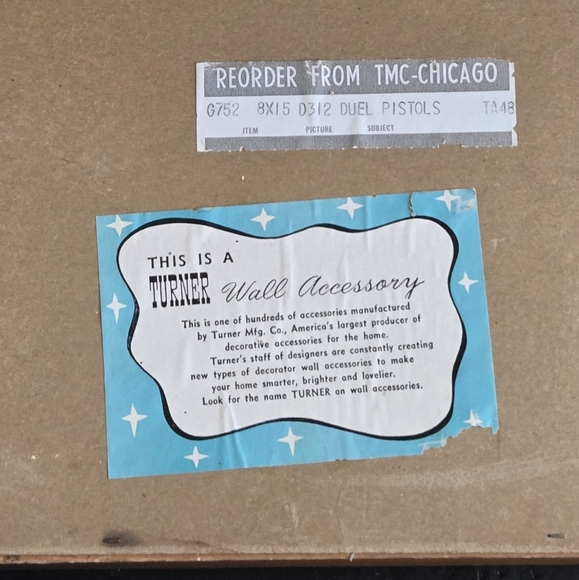 REORDER FROM TMC-CHICAGO
G752 8X15 D312 DUEL PISTOLS TA48
ITEM PICTURE SUBJECT
THIS IS A
TURNER Wall Accessory
This is one of hundreds of accessories manufactured
by Turner Mfg. Co., America's largest producer of
decorative accessories for the home.
Turner's staff of designers are constantly creating
new types of decorator wall accessories to make
your home smarter, brighter and lovelier.
Look for the name TURNER on wall accessories.